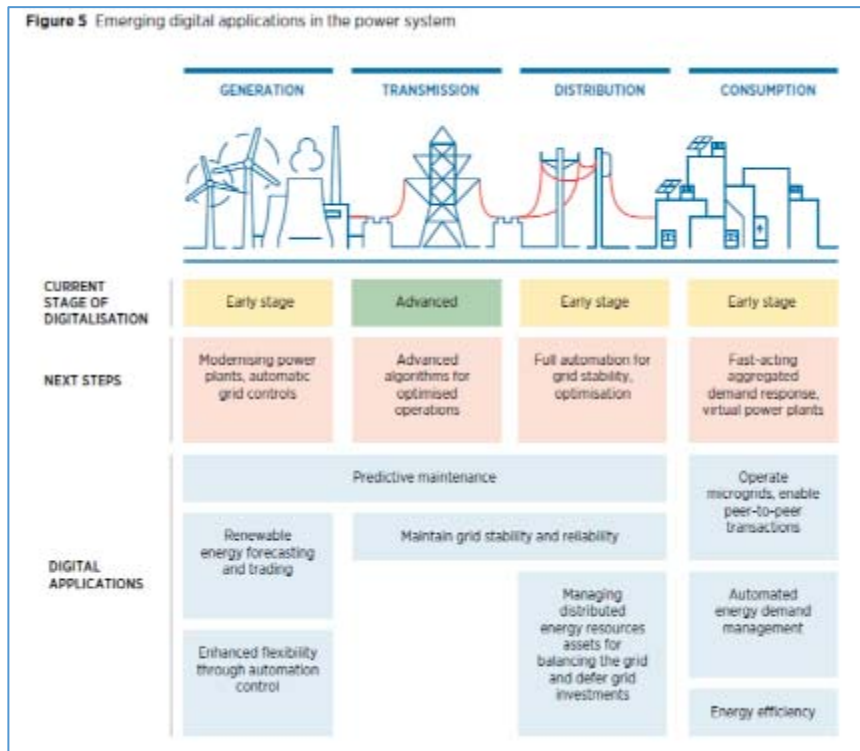 Figure 5 Emerging digital applications in the power system
GENERATION
TRANSMISSION
DISTRIBUTION
CONSUMPTION
CURRENT
STAGE OF
DIGITALISATION
Early stage
Advanced
Early stage
Early stage
NEXT STEPS
Modernising power
plants, automatic
grid controls
Advanced
algorithms for
optimised
operations
Full automation for
grid stability,
optimisation
Fast-acting
aggregated
demand response,
virtual power plants
DIGITAL
APPLICATIONS
Predictive maintenance
Operate
microgrids, enable
peer-to-peer
transactions
Renewable
energy forecasting
and trading
Maintain grid stability and reliability
Managing
distributed
energy resources
assets for
balancing the grid
and defer grid
investments
Automated
energy demand
management
Enhanced flexibility
through automation
control
Energy efficiency